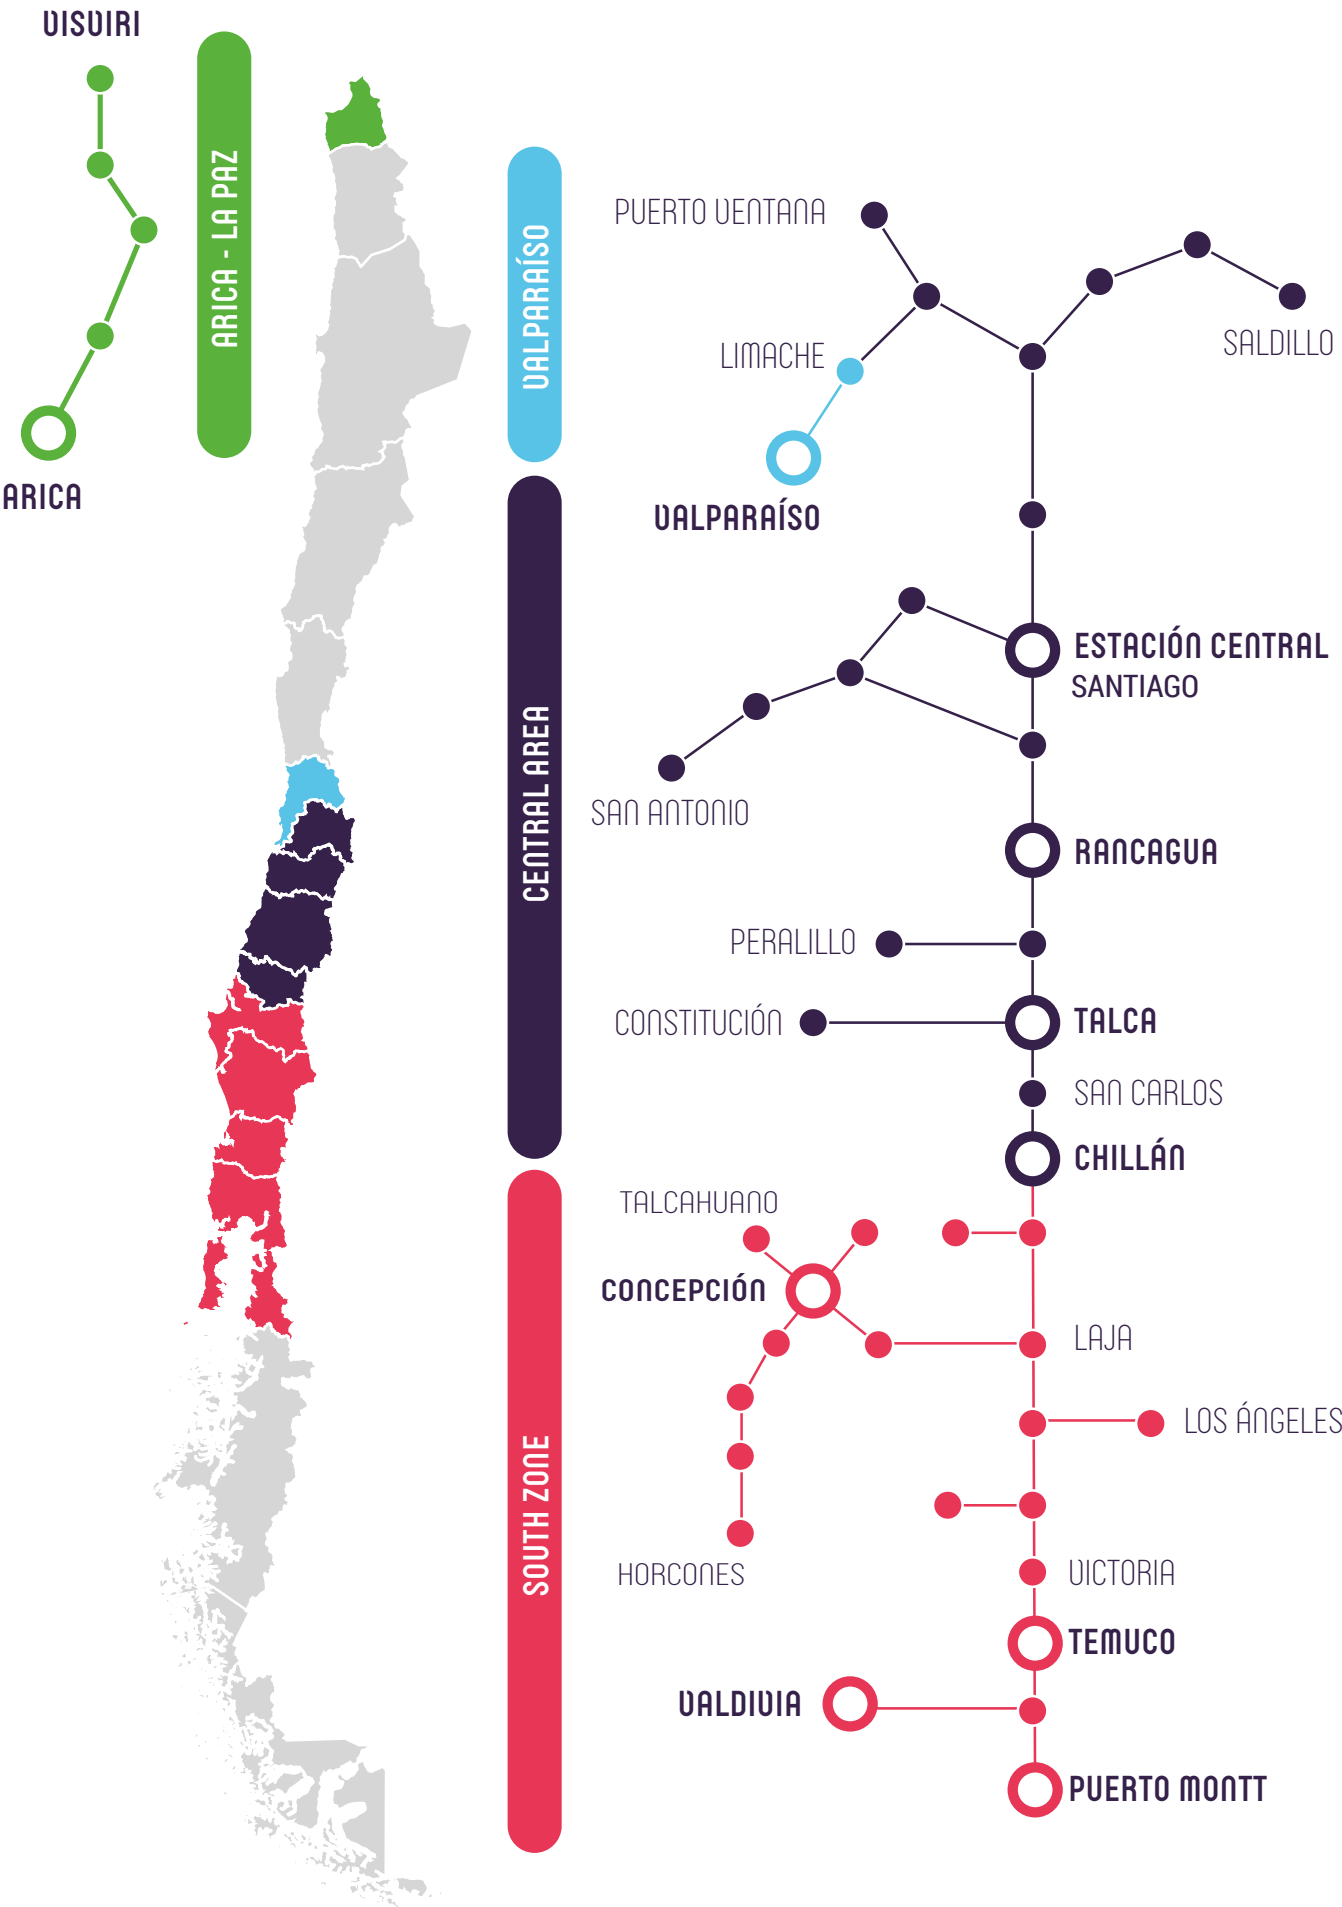 VISVIRI
ARICA - LA PAZ
ARICA
VALPARAÍSO
CENTRAL AREA
SOUTH ZONE
PUERTO VENTANA
SALDILLO
LIMACHE
VALPARAÍSO
ESTACIÓN CENTRAL
SANTIAGO
SAN ANTONIO
RANCAGUA
PERALILLO
CONSTITUCIÓN
TALCA
SAN CARLOS
CHILLÁN
TALCAHUANO
CONCEPCIÓN
LAJA
LOS ÁNGELES
HORCONES
VICTORIA
TEMUCO
VALDIVIA
PUERTO MONTT